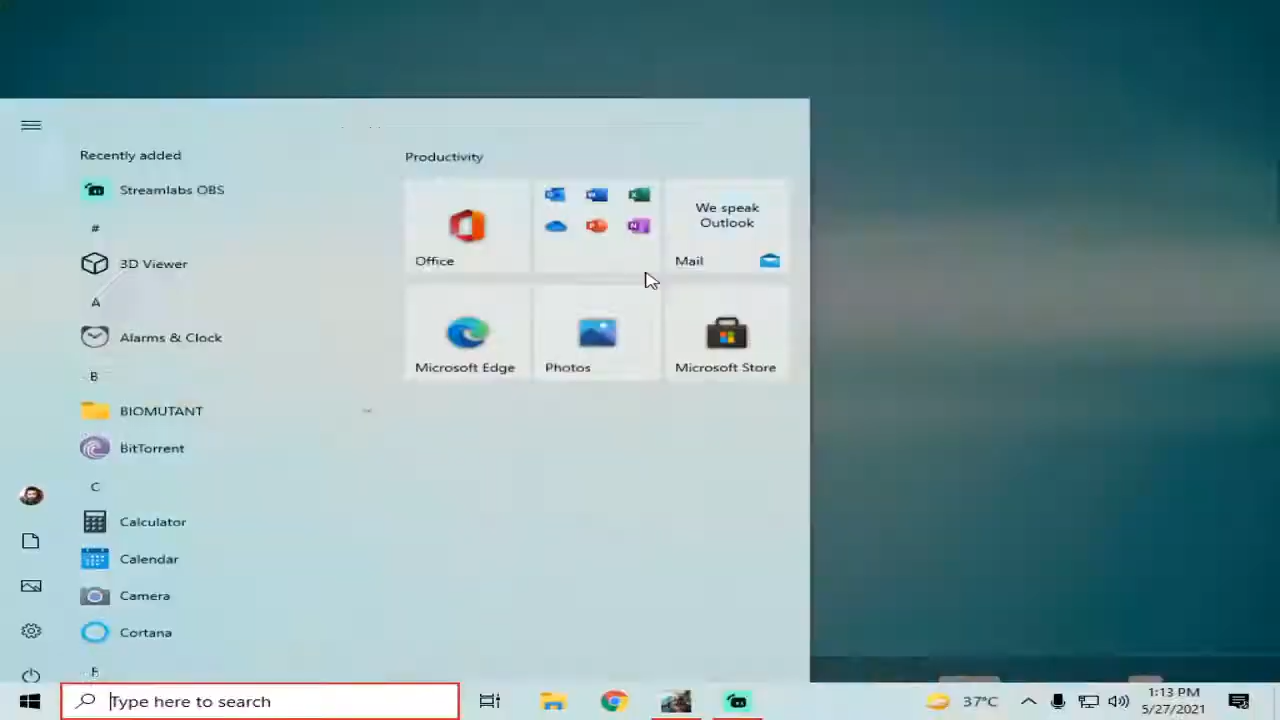 Recently added
Streamlabs OBS
#
3D Viewer
A
Alarms & Clock
B
BIOMUTANT
BitTorrent
C
Calculator
Calendar
Camera
Cortana
E
Productivity
Office
We speak
Outlook
Mail
Microsoft Edge
Photos
Microsoft Store
Type here to search
37°C
1:13 PM
5/27/2021